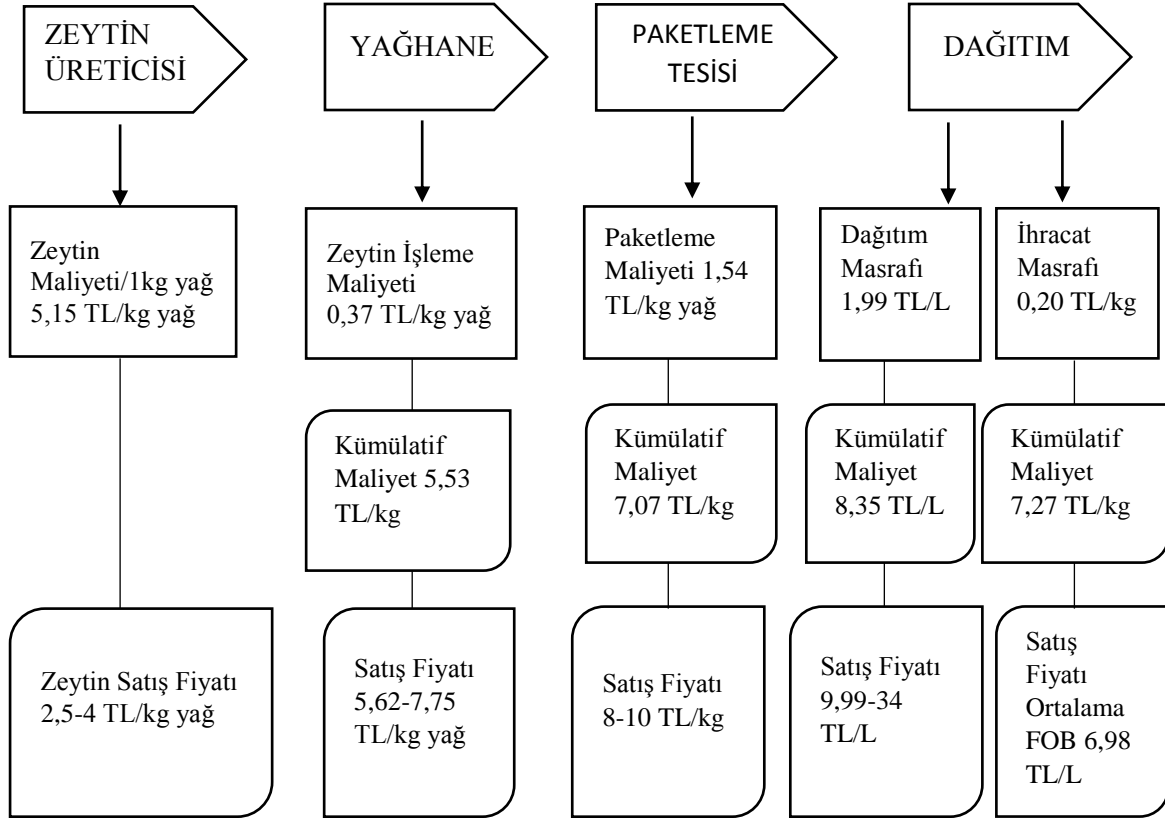 ZEYTİN
ÜRETİCİSİ
YAĞHANE
PAKETLEME
TESİSİ
DAĞITIM
Zeytin
Maliyeti/1kg yağ
5,15 TL/kg yağ
Zeytin İşleme
Maliyeti
0,37 TL/kg yağ
Paketleme
Maliyeti 1,54
TL/kg yağ
Dağıtım
Masrafı
1,99 TL/L
İhracat
Masrafı
0,20 TL/kg
Kümülatif
Maliyet 5,53
TL/kg
Kümülatif
Maliyet
7,07 TL/kg
Kümülatif
Maliyet
8,35 TL/L
Kümülatif
Maliyet
7,27 TL/kg
Zeytin Satış Fiyatı
2,5-4 TL/kg yağ
Satış Fiyatı
5,62-7,75
TL/kg yağ
Satış Fiyatı
8-10 TL/kg
Satış Fiyatı
9,99-34
TL/L
Satış
Fiyatı
Ortalama
FOB 6,98
TL/L